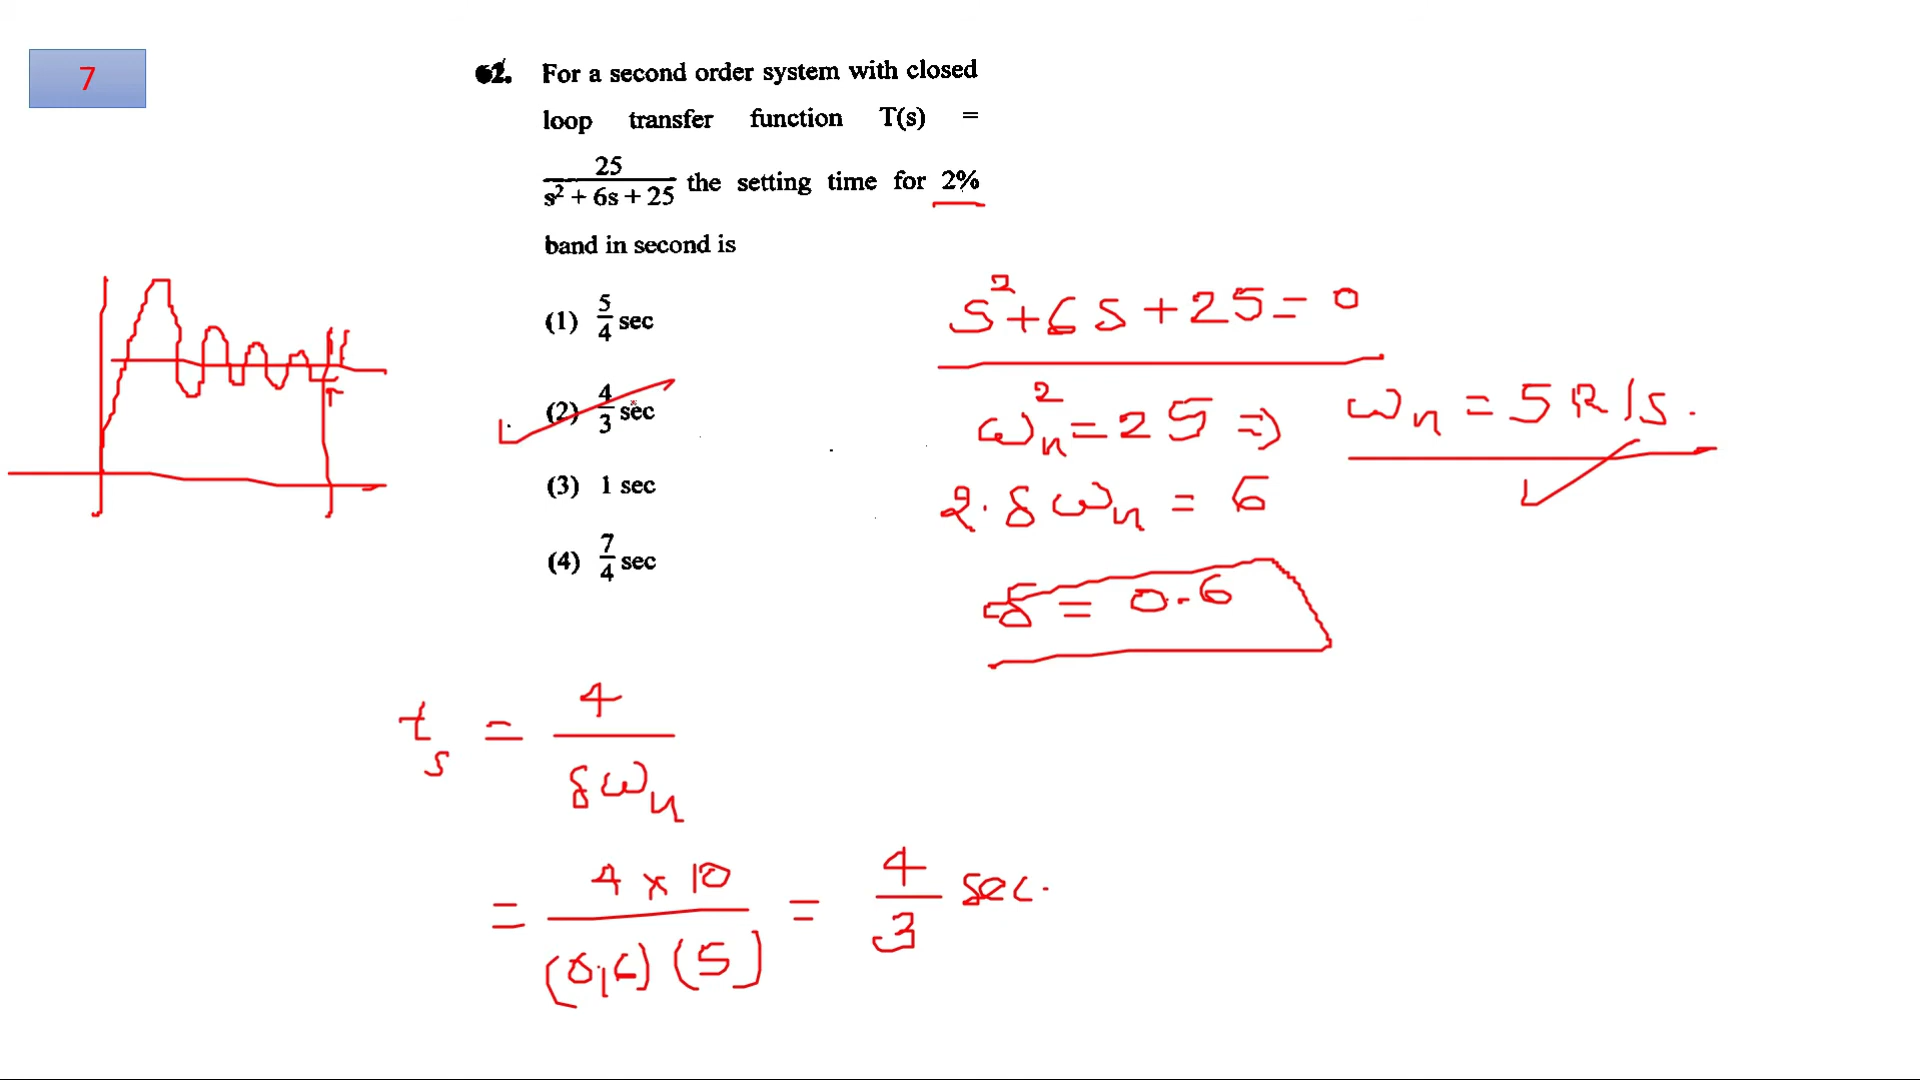 7
62. For a second order system with closed
loop transfer function T(s) =
25
s² + 6s + 25 the setting time for 2%
band in second is
(1) 5/4 sec
(2) 4/3 sec
(3) 1 sec
(4) 7/4 sec
s² + 6s + 25 = 0
ωn² = 25 ⇒ ωn = 5 R/s.
2.δωn = 6
δ = 0.6
ts = 4/δωn
= 4 × 10/(0.6)(5) = 4/3 sec.